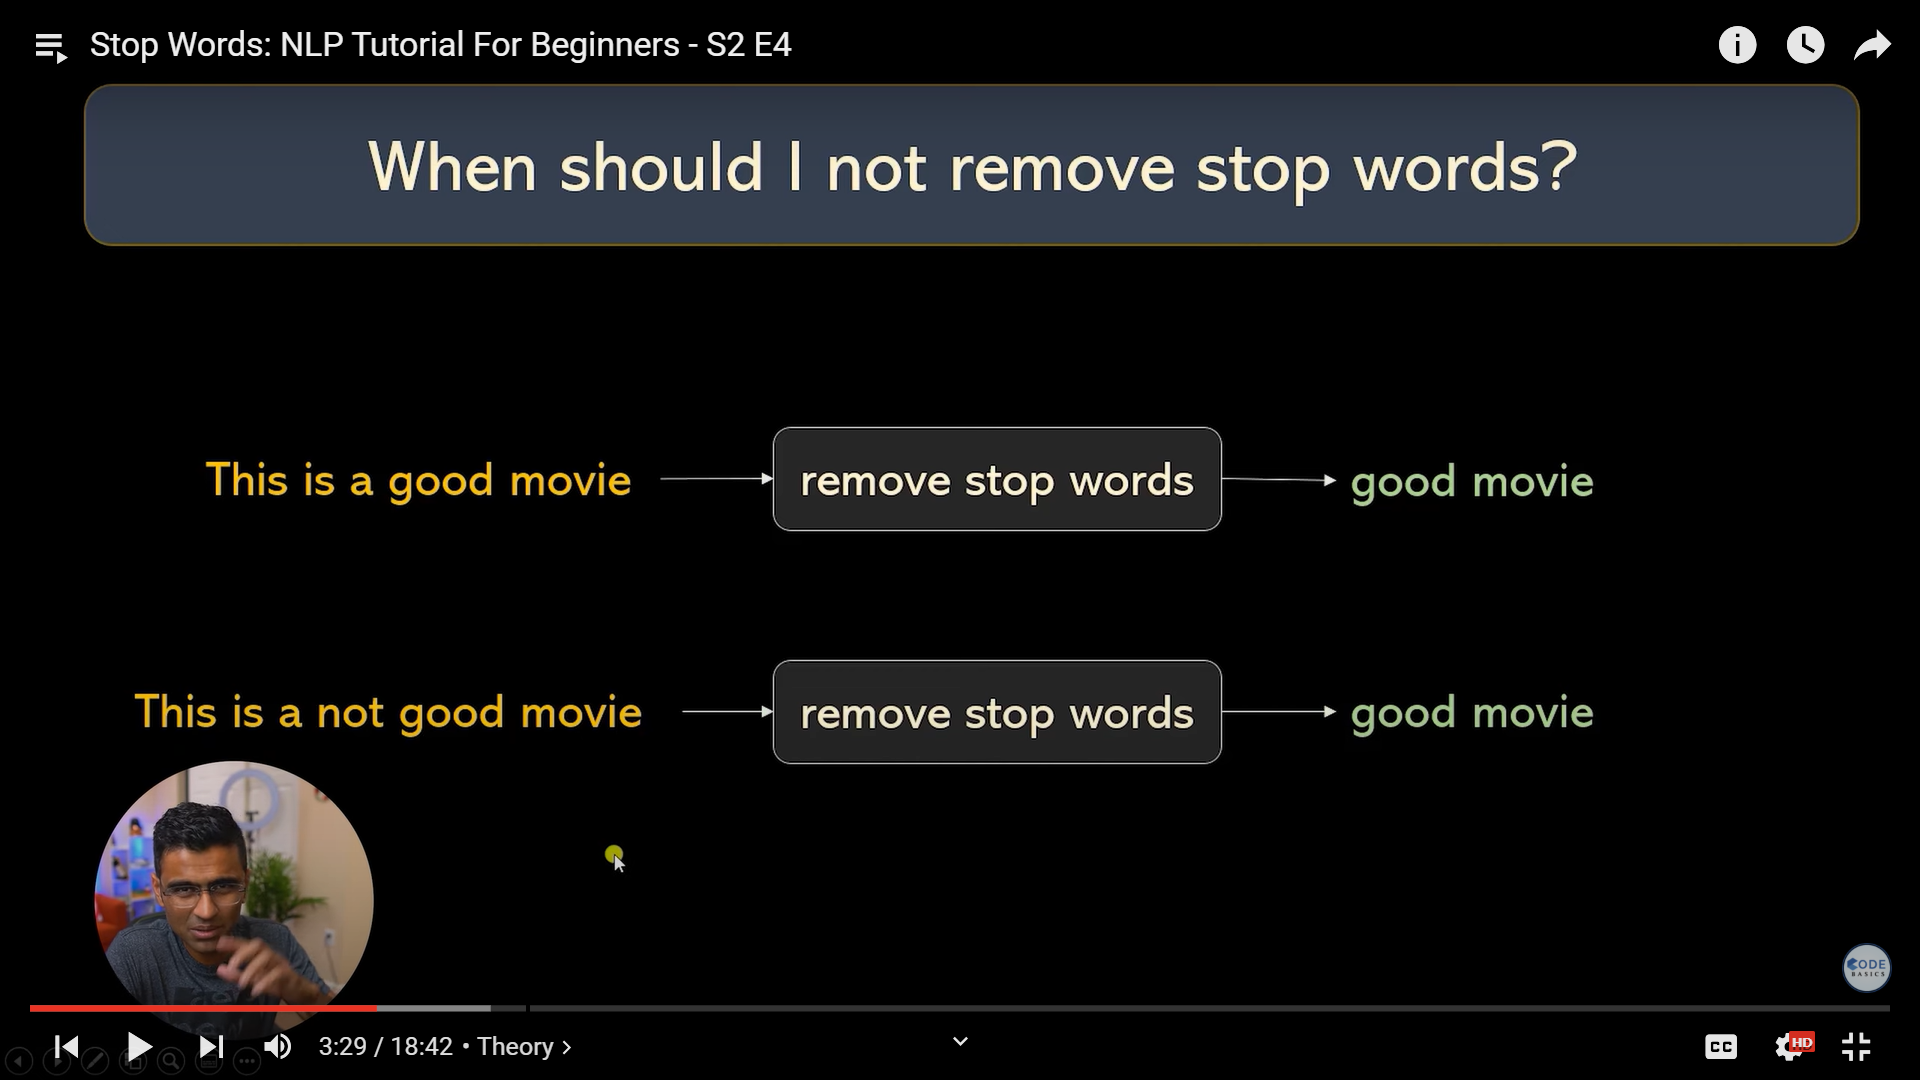 Stop Words: NLP Tutorial For Beginners - S2 E4
When should I not remove stop words?
This is a good movie
remove stop words
good movie
This is a not good movie
remove stop words
good movie
CODE
BASICS
3:29 / 18:42 • Theory
CC
HD